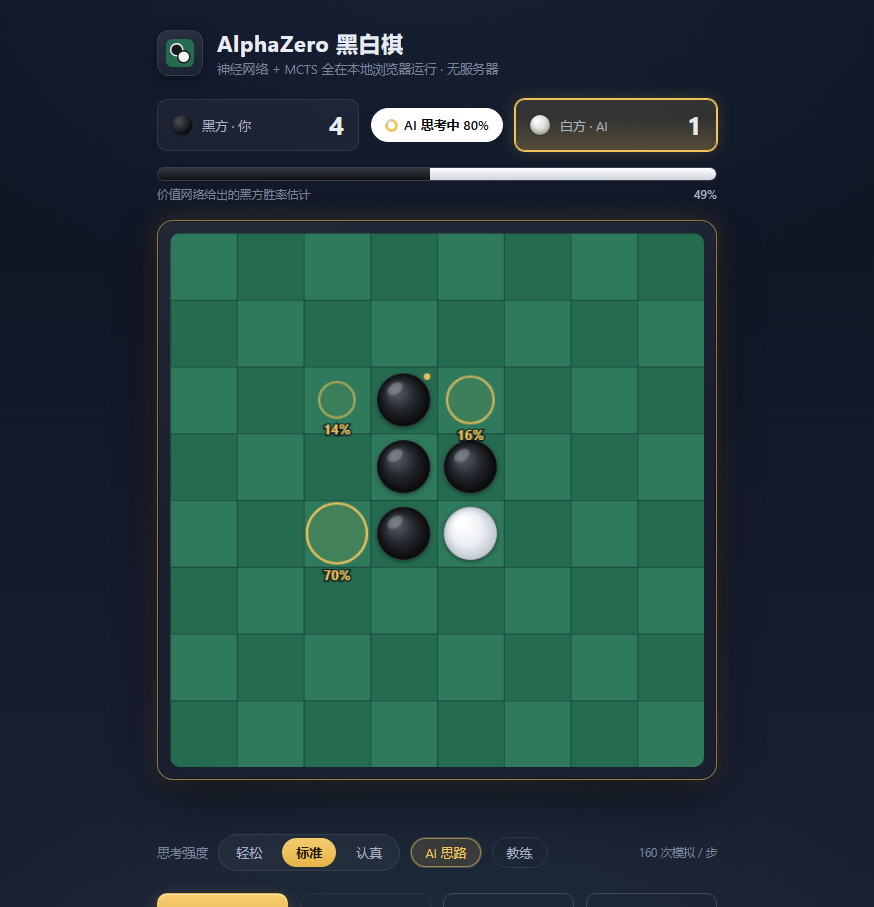 AlphaZero 黑白棋
神经网络 + MCTS 全在本地浏览器运行 · 无服务器
黑方 · 你
4
AI 思考中 80%
白方 · AI
1
价值网络给出的黑方胜率估计
49%
14%
16%
70%
思考强度
轻松
标准
认真
AI 思路
教练
160 次模拟 / 步